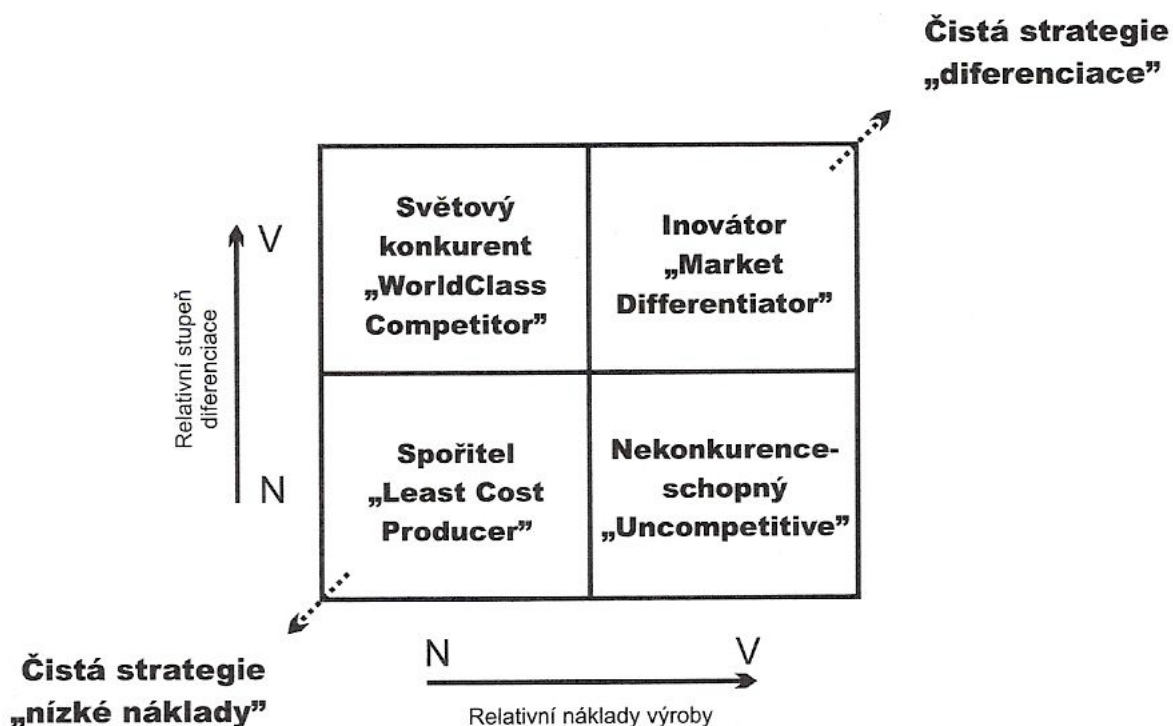 Čistá strategie
„diferenciace”
Světový
konkurent
„WorldClass
Competitor”
Inovátor
„Market
Differentiator”
V
Relativní stupeň
diferenciace
N
Spořitel
„Least Cost
Producer”
Nekonkurence-
schopný
„Uncompetitive”
Čistá strategie
„nízké náklady”
N
V
Relativní náklady výroby